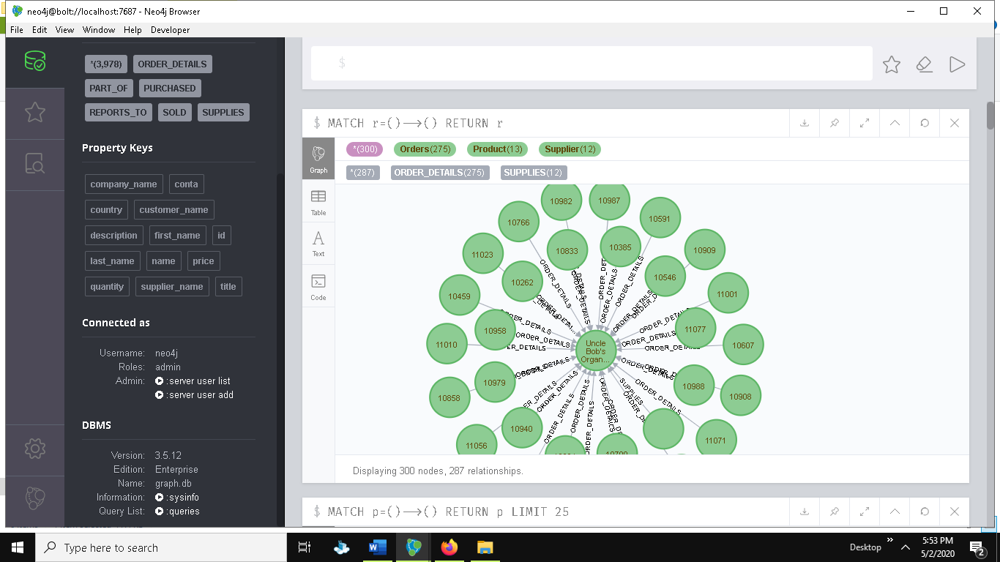 neo4j@bolt://localhost:7687 - Neo4j Browser
File Edit View Window Help Developer
*(3,978) ORDER_DETAILS
PART_OF PURCHASED
REPORTS_TO SOLD SUPPLIES
Property Keys
company_name conta
country customer_name
description first_name id
last_name name price
quantity supplier_name title
Connected as
Username: neo4j
Roles: admin
Admin: :server user list
:server user add
DBMS
Version: 3.5.12
Edition: Enterprise
Name: graph.db
Information: :sysinfo
Query List: :queries
$
$ MATCH r=()-->() RETURN r
Graph
Table
Text
Code
*(300) Orders(275) Product(13) Supplier(12)
*(287) ORDER_DETAILS(275) SUPPLIES(12)
10982
10987
10766
10591
11023
10833
10385
10909
10262
10546
10459
11001
10958
11077
11010
10607
Uncle
Bob's
Organ...
10979
10988
10858
10908
10940
11056
11071
ORDER_DETAILS
ORDER_DETAILS
ORDER_DETAILS
ORDER_DETAILS
ORDER_DETAILS
SUPPLIES
Displaying 300 nodes, 287 relationships.
$ MATCH p=()-->() RETURN p LIMIT 25
Type here to search
Desktop
5:53 PM
5/2/2020
2